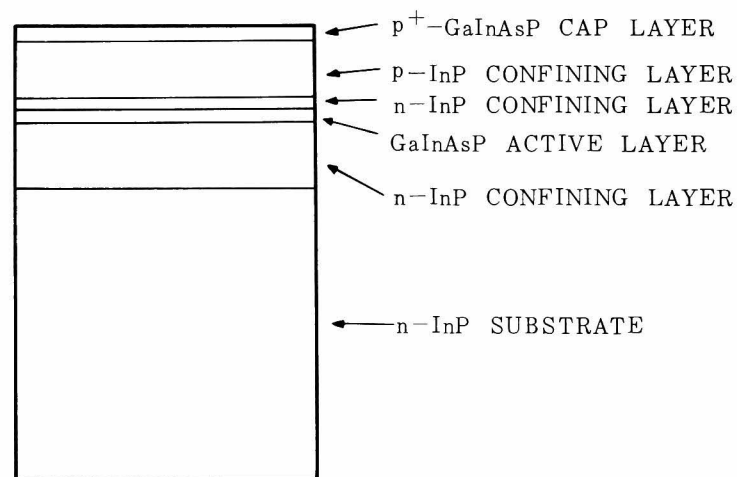 p+-GaInAsP CAP LAYER
p-InP CONFINING LAYER
n-InP CONFINING LAYER
GaInAsP ACTIVE LAYER
n-InP CONFINING LAYER
n-InP SUBSTRATE